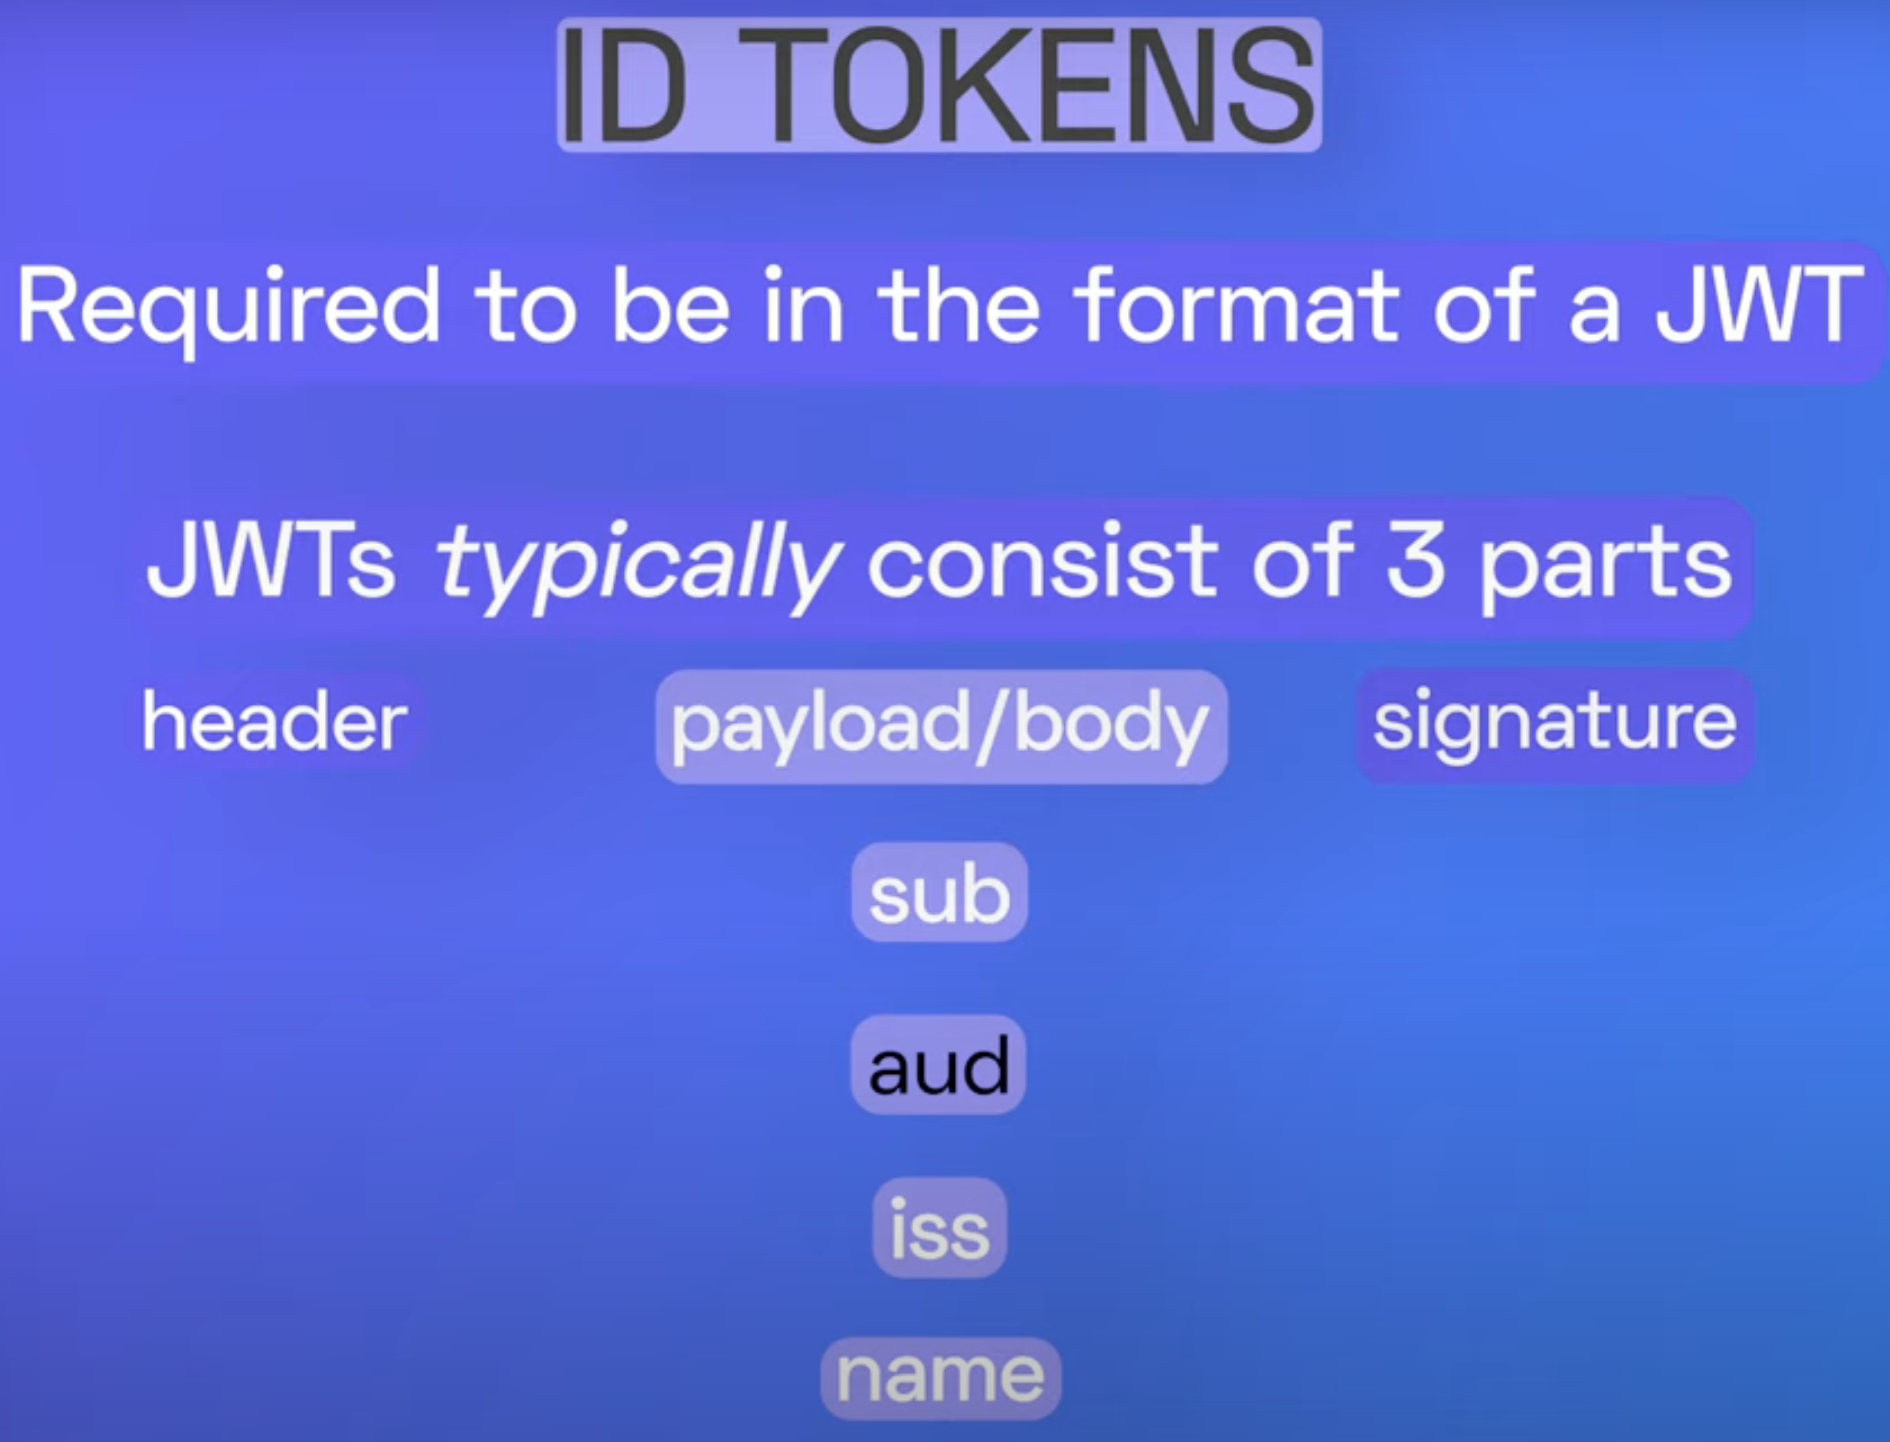 ID TOKENS
Required to be in the format of a JWT
JWTs typically consist of 3 parts
header payload/body signature
sub
aud
iss
name